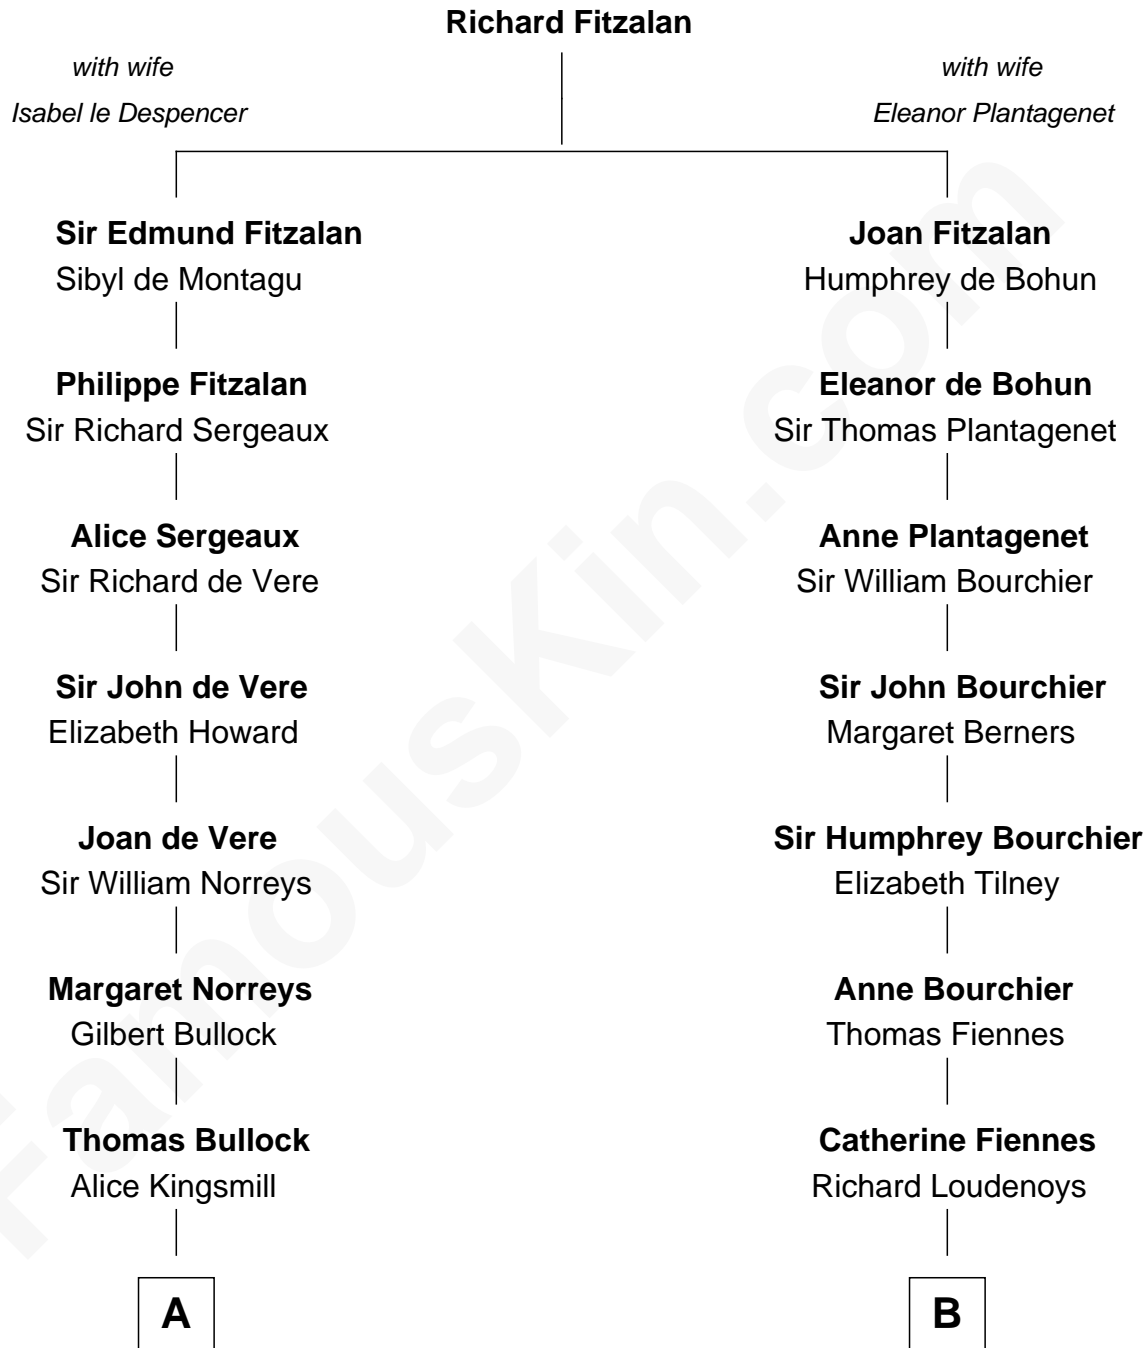 Richard Fitzalan
with wife
Isabel le Despencer
with wife
Eleanor Plantagenet
Sir Edmund Fitzalan
Sibyl de Montagu
Joan Fitzalan
Humphrey de Bohun
Philippe Fitzalan
Sir Richard Sergeaux
Eleanor de Bohun
Sir Thomas Plantagenet
Alice Sergeaux
Sir Richard de Vere
Anne Plantagenet
Sir William Bourchier
Sir John de Vere
Elizabeth Howard
Sir John Bourchier
Margaret Berners
Joan de Vere
Sir William Norreys
Sir Humphrey Bourchier
Elizabeth Tilney
Margaret Norreys
Gilbert Bullock
Anne Bourchier
Thomas Fiennes
Thomas Bullock
Alice Kingsmill
Catherine Fiennes
Richard Loudenoys
A
B
FamousKin.com